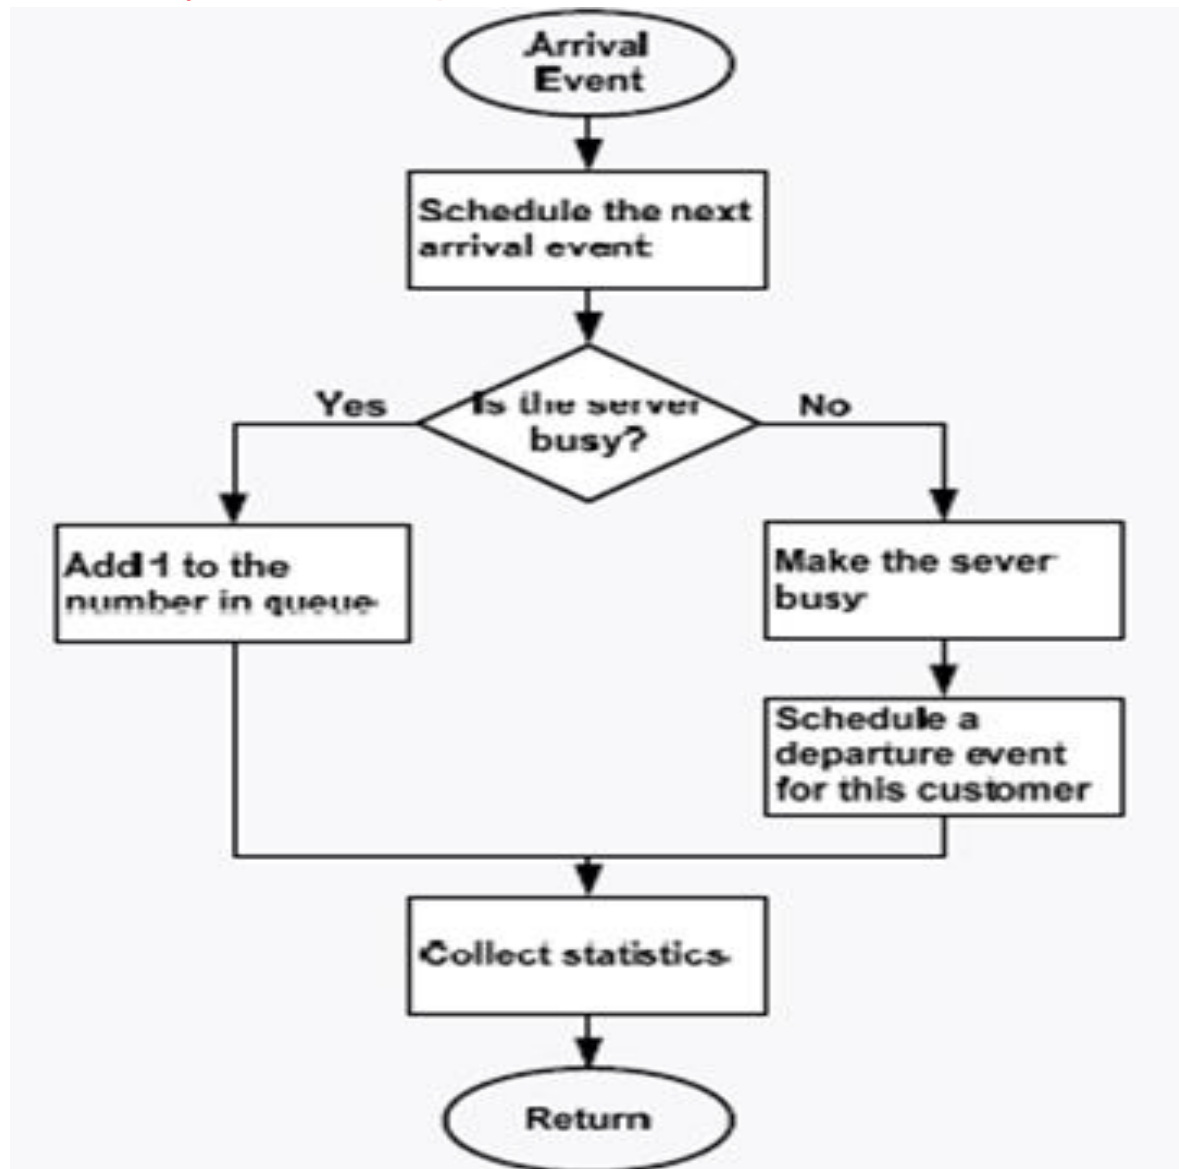 Arrival
Event
Schedule the next
arrival event
Yes
Is the server
busy?
No
Add 1 to the
number in queue
Make the sever
busy
Schedule a
departure event
for this customer
Collect statistics
Return